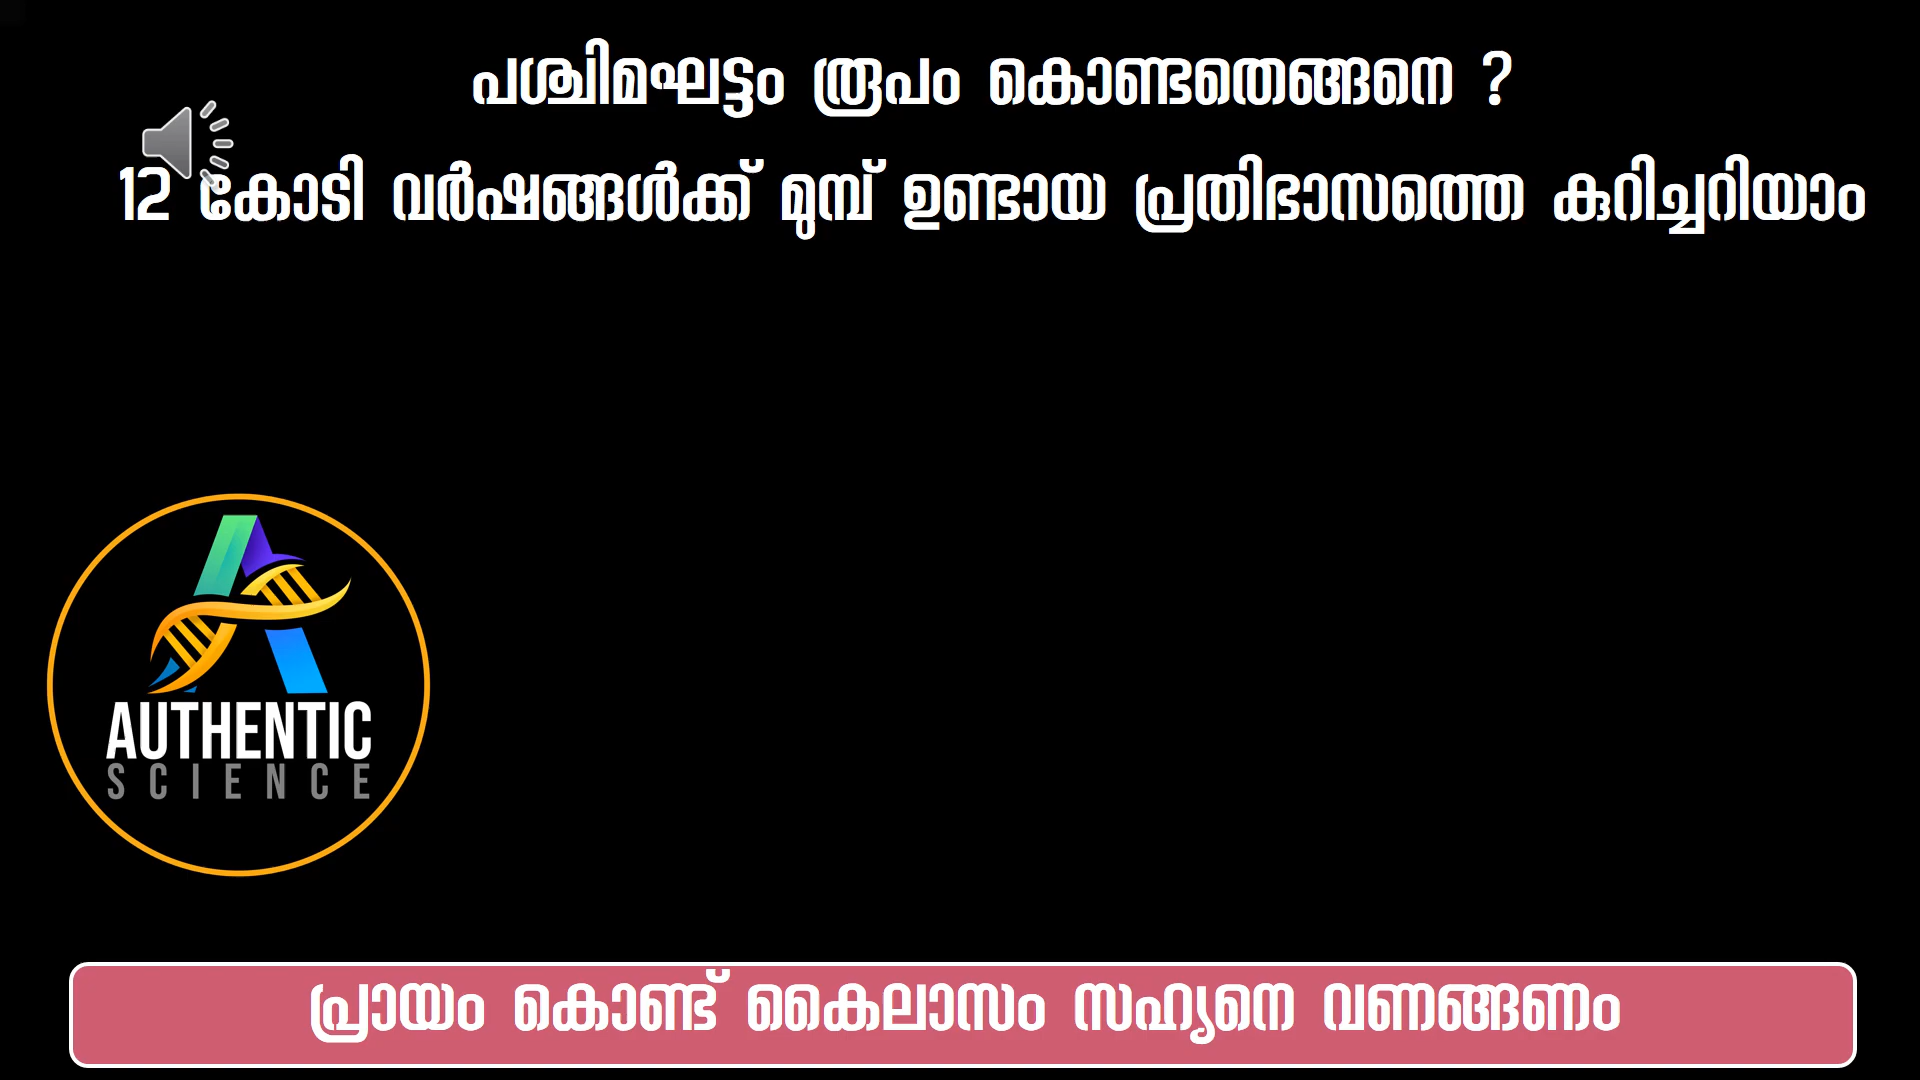 പശ്ചിമഘട്ടം രൂപം കൊണ്ടതെങ്ങനെ ?
12 കോടി വർഷങ്ങൾക്ക് മുമ്പ് ഉണ്ടായ പ്രതിഭാസത്തെ കുറിച്ചറിയാം
AUTHENTIC
SCIENCE
പ്രായം കൊണ്ട് കൈലാസം സഹ്യനെ വണങ്ങണം